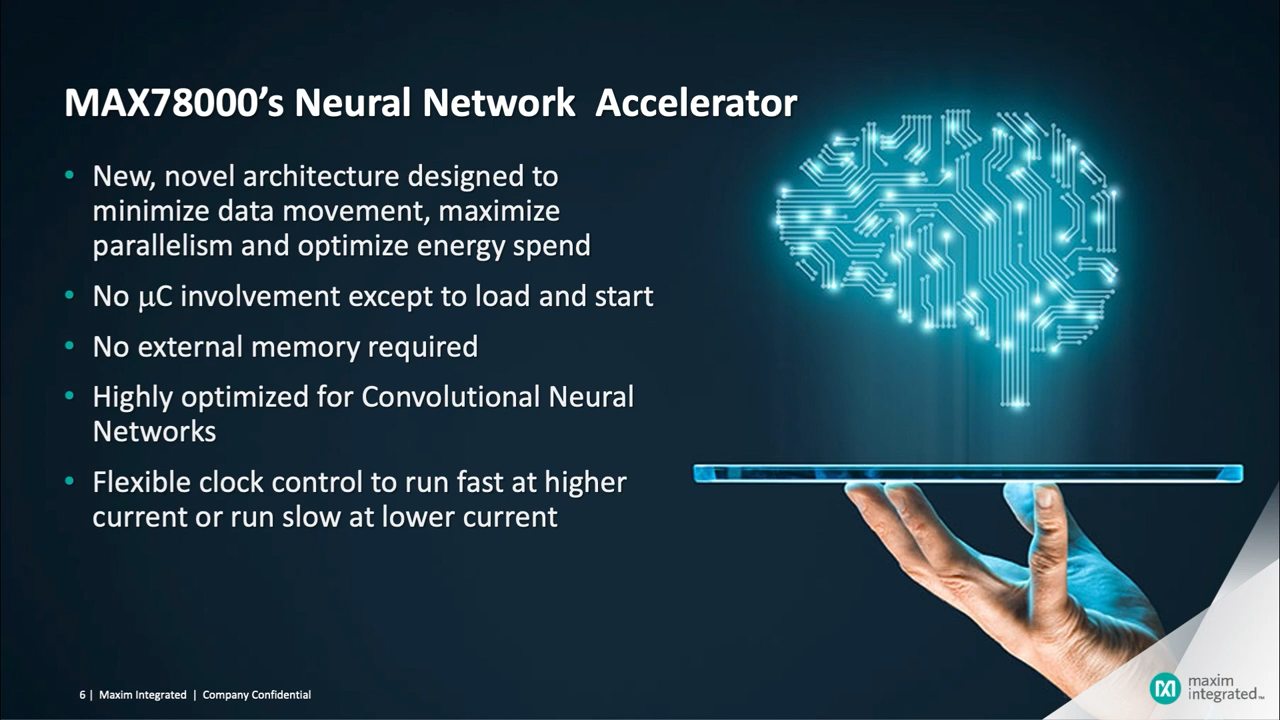 MAX78000’s Neural Network  Accelerator
• New, novel architecture designed to
minimize data movement, maximize
parallelism and optimize energy spend
• No µC involvement except to load and start
• No external memory required
• Highly optimized for Convolutional Neural
Networks
• Flexible clock control to run fast at higher
current or run slow at lower current
6 | Maxim Integrated | Company Confidential
maxim
integrated™